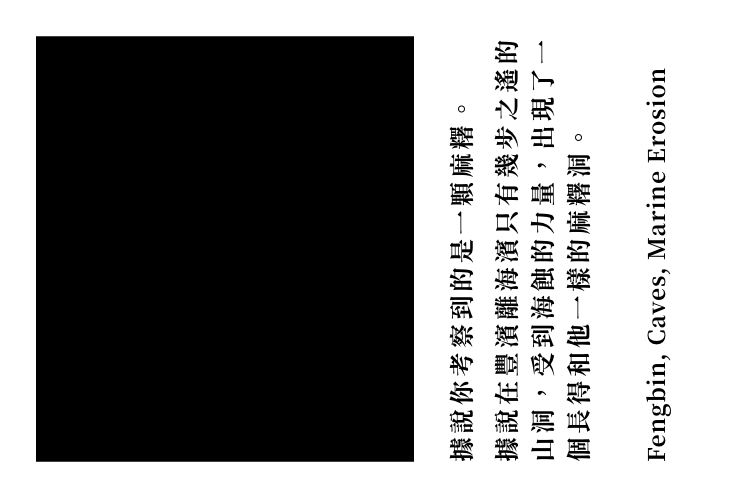 據說你考察到的是一顆麻糬。
據說在豐濱離海濱只有幾步之遙的
山洞，受到海蝕的力量，出現了一
個長得和他一樣的麻糬洞。
Fengbin, Caves, Marine Erosion